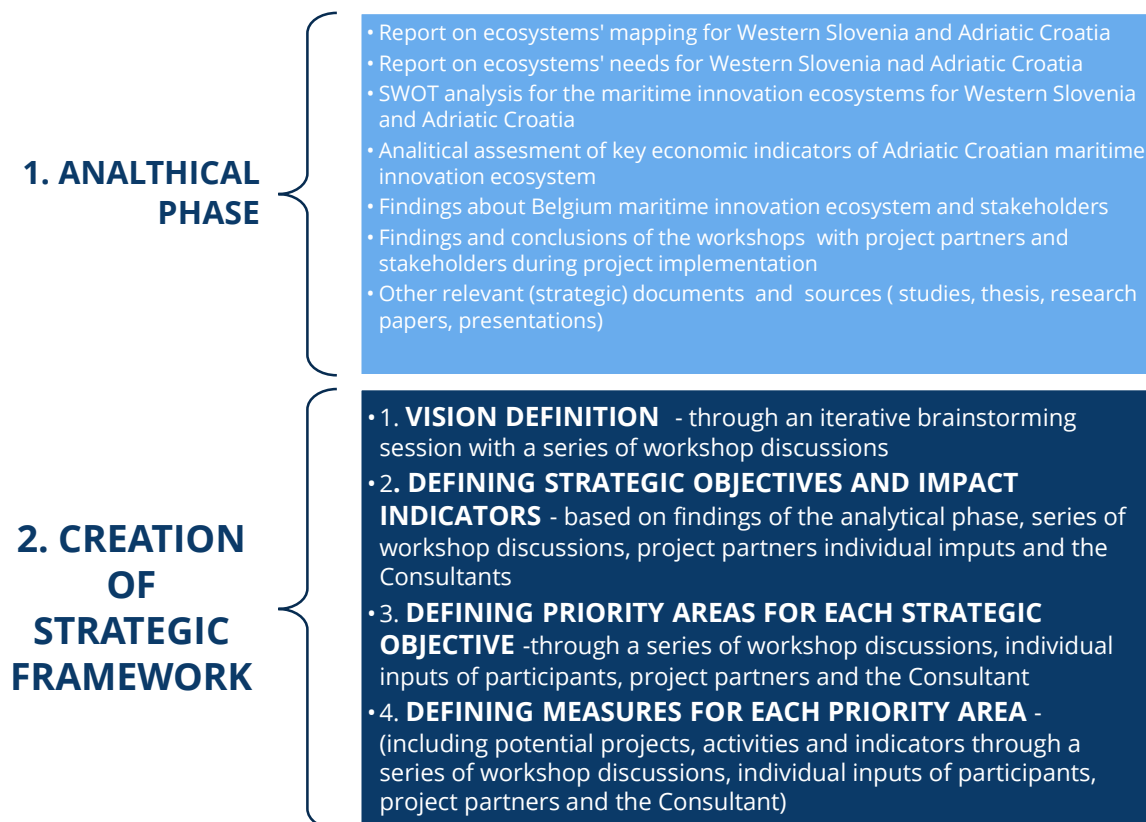 1. ANALTHICAL
PHASE
• Report on ecosystems' mapping for Western Slovenia and Adriatic Croatia
• Report on ecosystems' needs for Western Slovenia nad Adriatic Croatia
• SWOT analysis for the maritime innovation ecosystems for Western Slovenia
and Adriatic Croatia
• Analitical assesment of key economic indicators of Adriatic Croatian maritime
innovation ecosystem
• Findings about Belgium maritime innovation ecosystem and stakeholders
• Findings and conclusions of the workshops with project partners and
stakeholders during project implementation
• Other relevant (strategic) documents and sources ( studies, thesis, research
papers, presentations)
2. CREATION
OF
STRATEGIC
FRAMEWORK
• 1. VISION DEFINITION - through an iterative brainstorming
session with a series of workshop discussions
• 2. DEFINING STRATEGIC OBJECTIVES AND IMPACT
INDICATORS - based on findings of the analytical phase, series of
workshop discussions, project partners individual imputs and the
Consultants
• 3. DEFINING PRIORITY AREAS FOR EACH STRATEGIC
OBJECTIVE -through a series of workshop discussions, individual
inputs of participants, project partners and the Consultant
• 4. DEFINING MEASURES FOR EACH PRIORITY AREA -
(including potential projects, activities and indicators through a
series of workshop discussions, individual inputs of participants,
project partners and the Consultant)